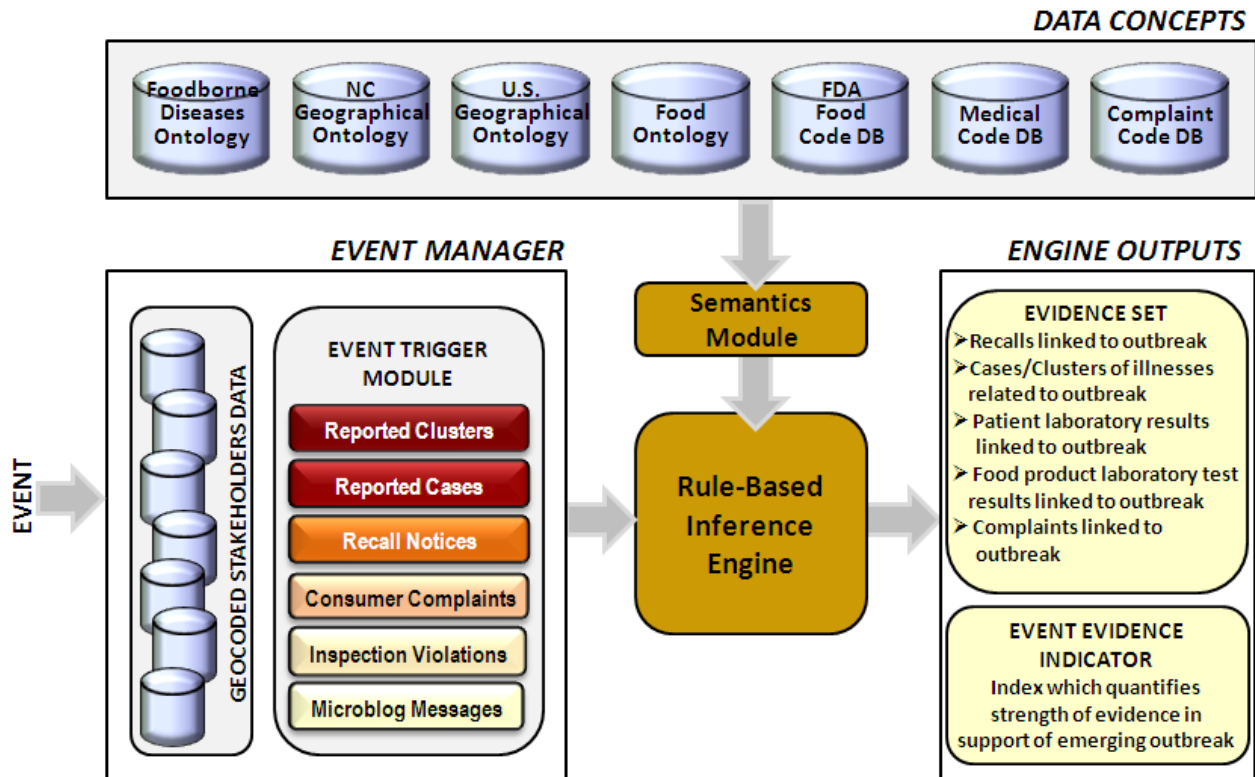 DATA CONCEPTS
Foodborne
Diseases
Ontology
NC
Geographical
Ontology
U.S.
Geographical
Ontology
Food
Ontology
FDA
Food
Code DB
Medical
Code DB
Complaint
Code DB
EVENT MANAGER
EVENT
GEOCODED STAKEHOLDERS DATA
EVENT TRIGGER
MODULE
Reported Clusters
Reported Cases
Recall Notices
Consumer Complaints
Inspection Violations
Microblog Messages
Semantics
Module
Rule-Based
Inference
Engine
ENGINE OUTPUTS
EVIDENCE SET
➢Recalls linked to outbreak
➢Cases/Clusters of illnesses
related to outbreak
➢Patient laboratory results
linked to outbreak
➢Food product laboratory test
results linked to outbreak
➢Complaints linked to
outbreak
EVENT EVIDENCE
INDICATOR
Index which quantifies
strength of evidence in
support of emerging outbreak